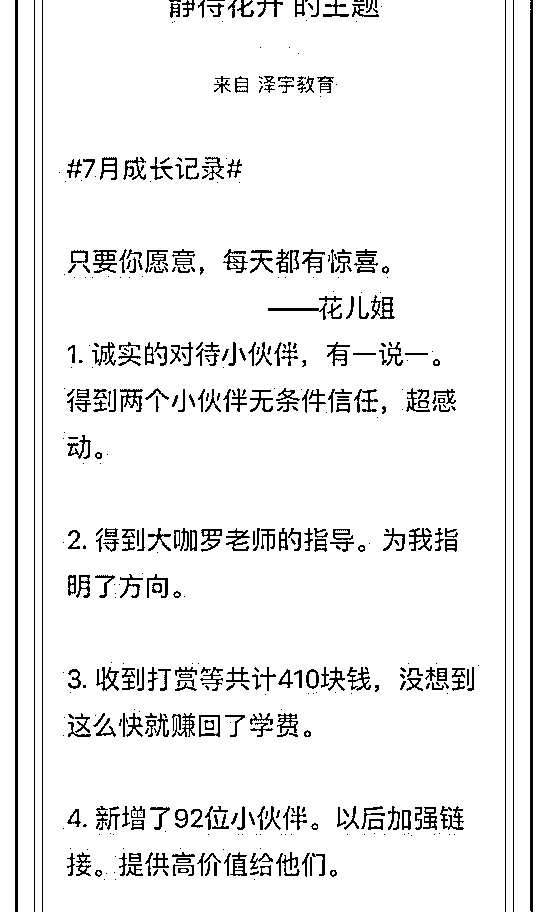 静待花开 的主题
来自 泽宇教育
#7月成长记录#
只要你愿意，每天都有惊喜。
——花儿姐
1. 诚实的对待小伙伴，有一说一。
得到两个小伙伴无条件信任，超感
动。
2. 得到大咖罗老师的指导。为我指
明了方向。
3. 收到打赏等共计410块钱，没想到
这么快就赚回了学费。
4. 新增了92位小伙伴。以后加强链
接。提供高价值给他们。